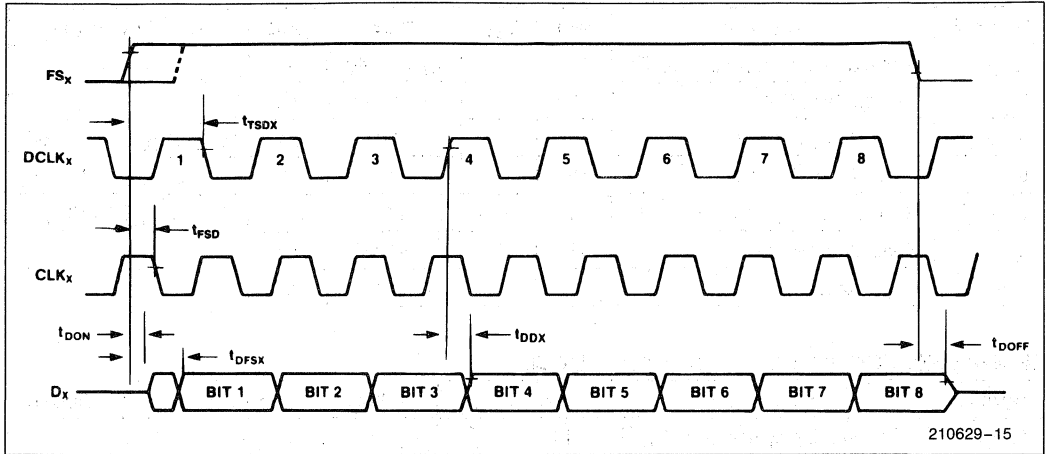 FSX
tTSDX
DCLKX
1 2 3 4 5 6 7 8
tFSD
CLKX
tDON
tDDX
tDOFF
tDFSX
DX
BIT 1 BIT 2 BIT 3 BIT 4 BIT 5 BIT 6 BIT 7 BIT 8
210629-15